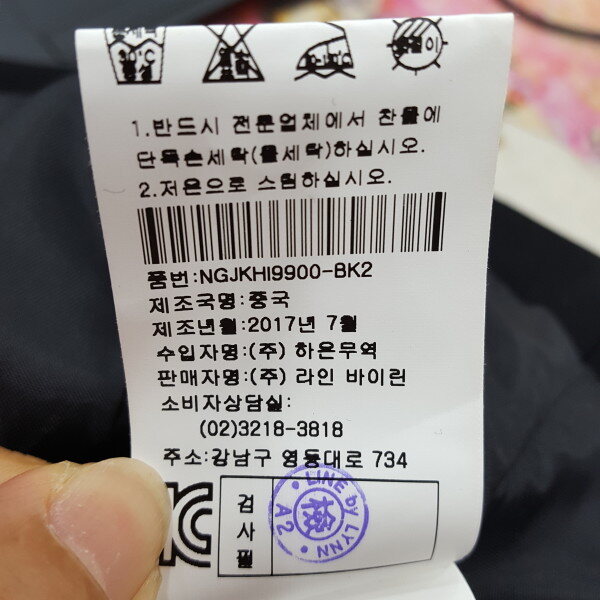 1.반드시 전문업체에서 찬물에
단독손세탁(물세탁)하십시오.
2.저온으로 스팀하십시오.
품번:NGJKHI9900-BK2
제조국명:중국
제조년월:2017년 7월
수입자명:(주) 하은무역
판매자명:(주) 라인 바이린
소비자상담실:
(02)3218-3818
주소:강남구 영동대로 734
검사필
LINE by LYNN
檢
A2